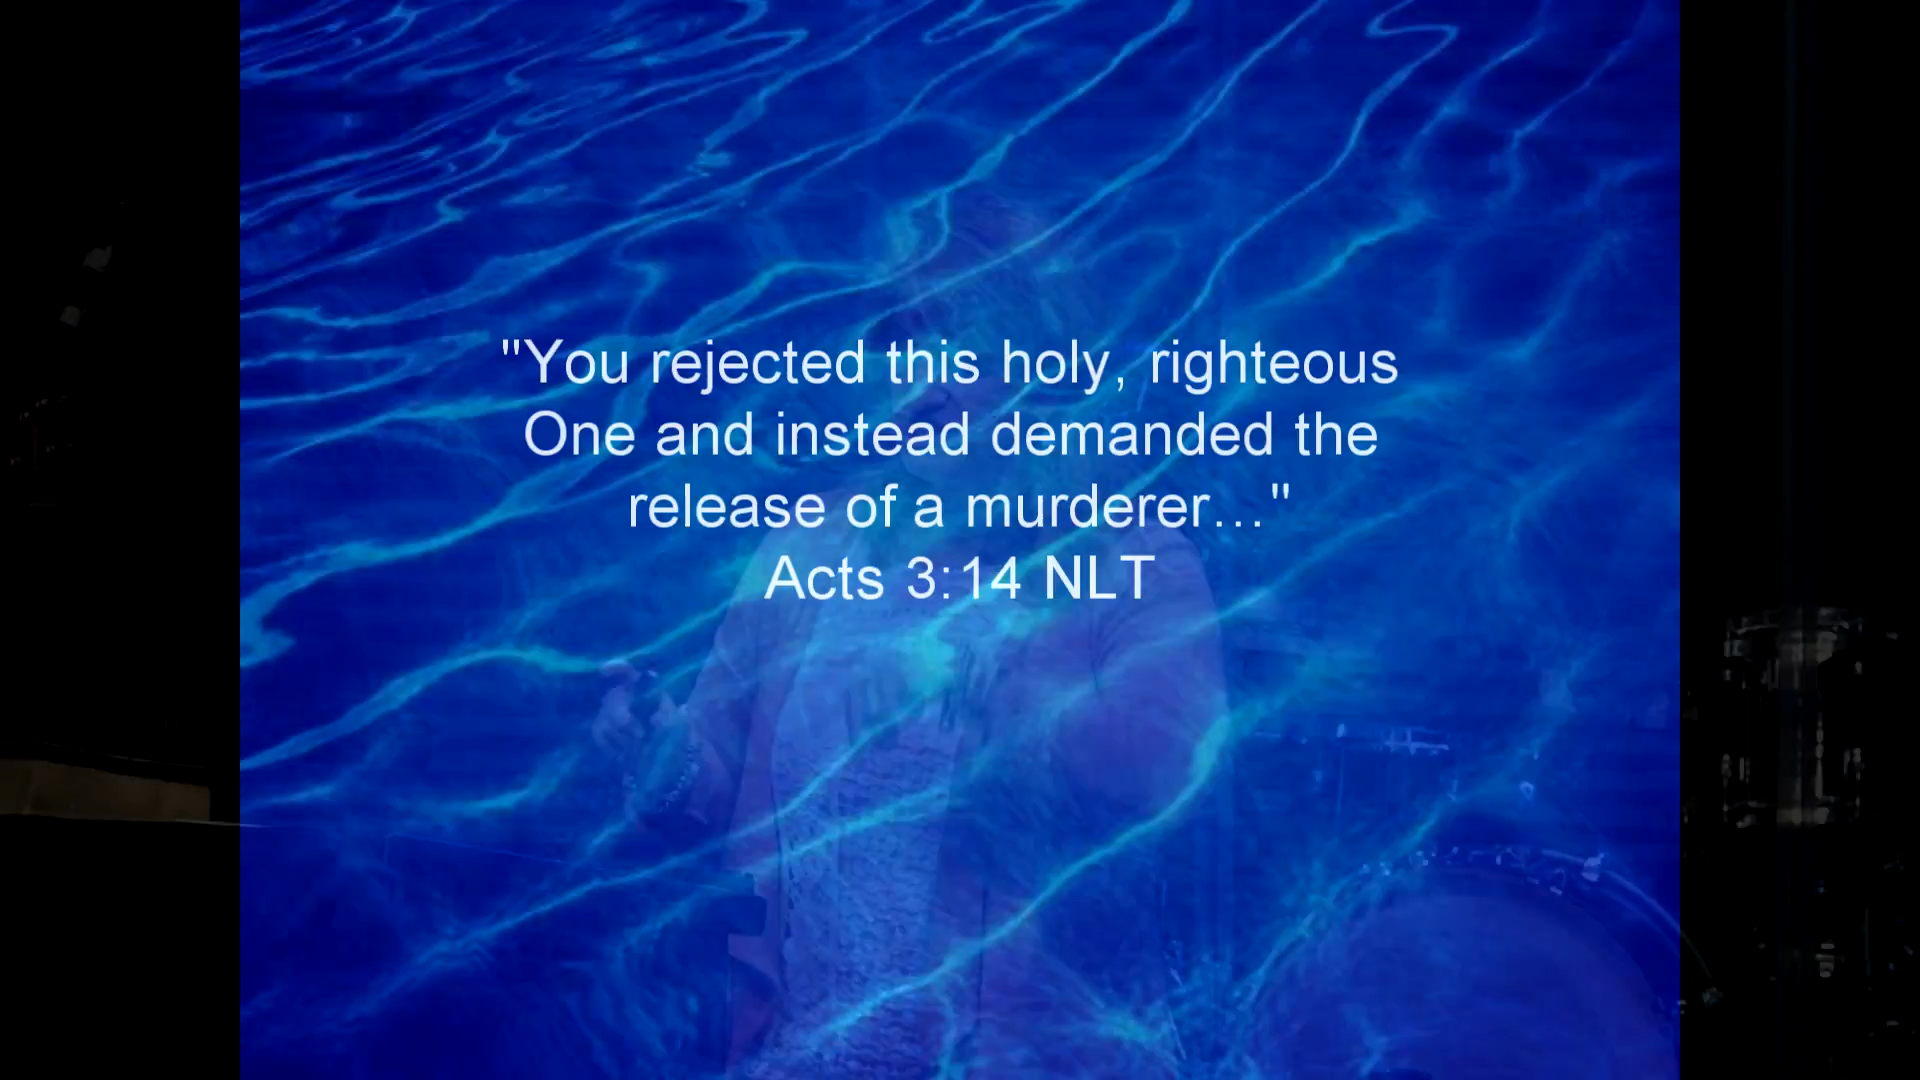 "You rejected this holy, righteous
One and instead demanded the
release of a murderer…"
Acts 3:14 NLT